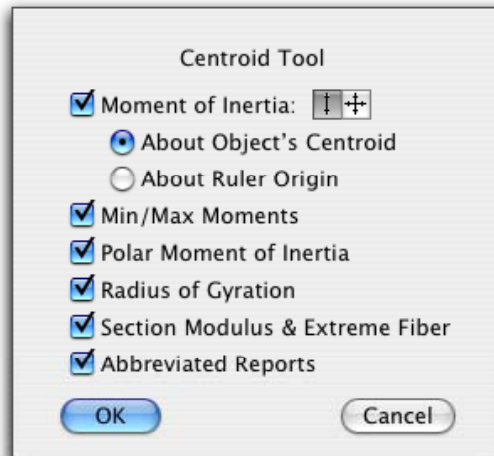 Centroid Tool
Moment of Inertia:
About Object's Centroid
About Ruler Origin
Min/Max Moments
Polar Moment of Inertia
Radius of Gyration
Section Modulus & Extreme Fiber
Abbreviated Reports
OK Cancel